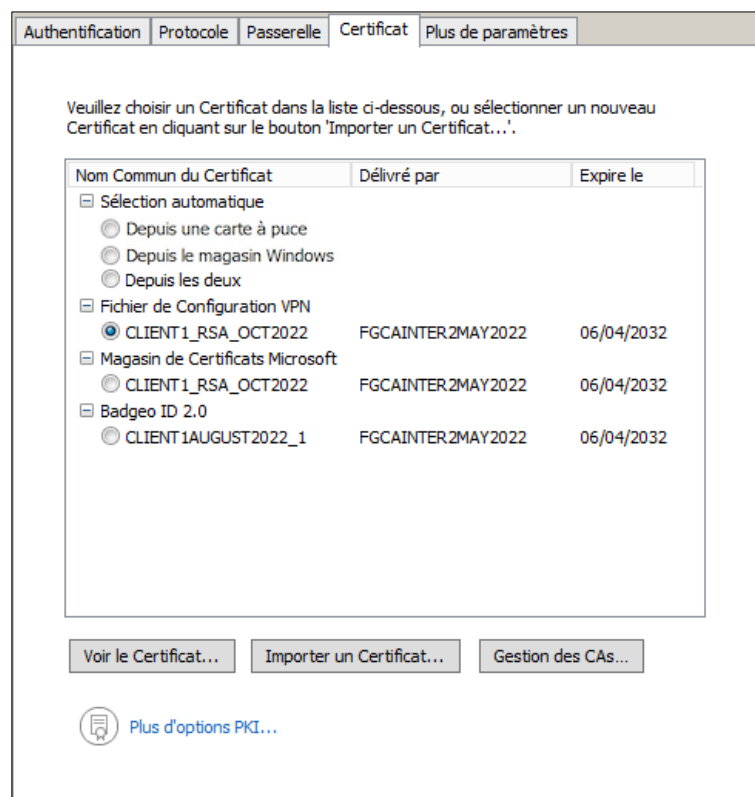 Authentification Protocole Passerelle Certificat Plus de paramètres
Veuillez choisir un Certificat dans la liste ci-dessous, ou sélectionner un nouveau
Certificat en cliquant sur le bouton 'Importer un Certificat...'.
Nom Commun du Certificat Délivré par Expire le
Sélection automatique
Depuis une carte à puce
Depuis le magasin Windows
Depuis les deux
Fichier de Configuration VPN
CLIENT1_RSA_OCT2022 FGCAINTER2MAY2022 06/04/2032
Magasin de Certificats Microsoft
CLIENT1_RSA_OCT2022 FGCAINTER2MAY2022 06/04/2032
Badgeo ID 2.0
CLIENT1AUGUST2022_1 FGCAINTER2MAY2022 06/04/2032
Voir le Certificat... Importer un Certificat... Gestion des CAs...
Plus d'options PKI...